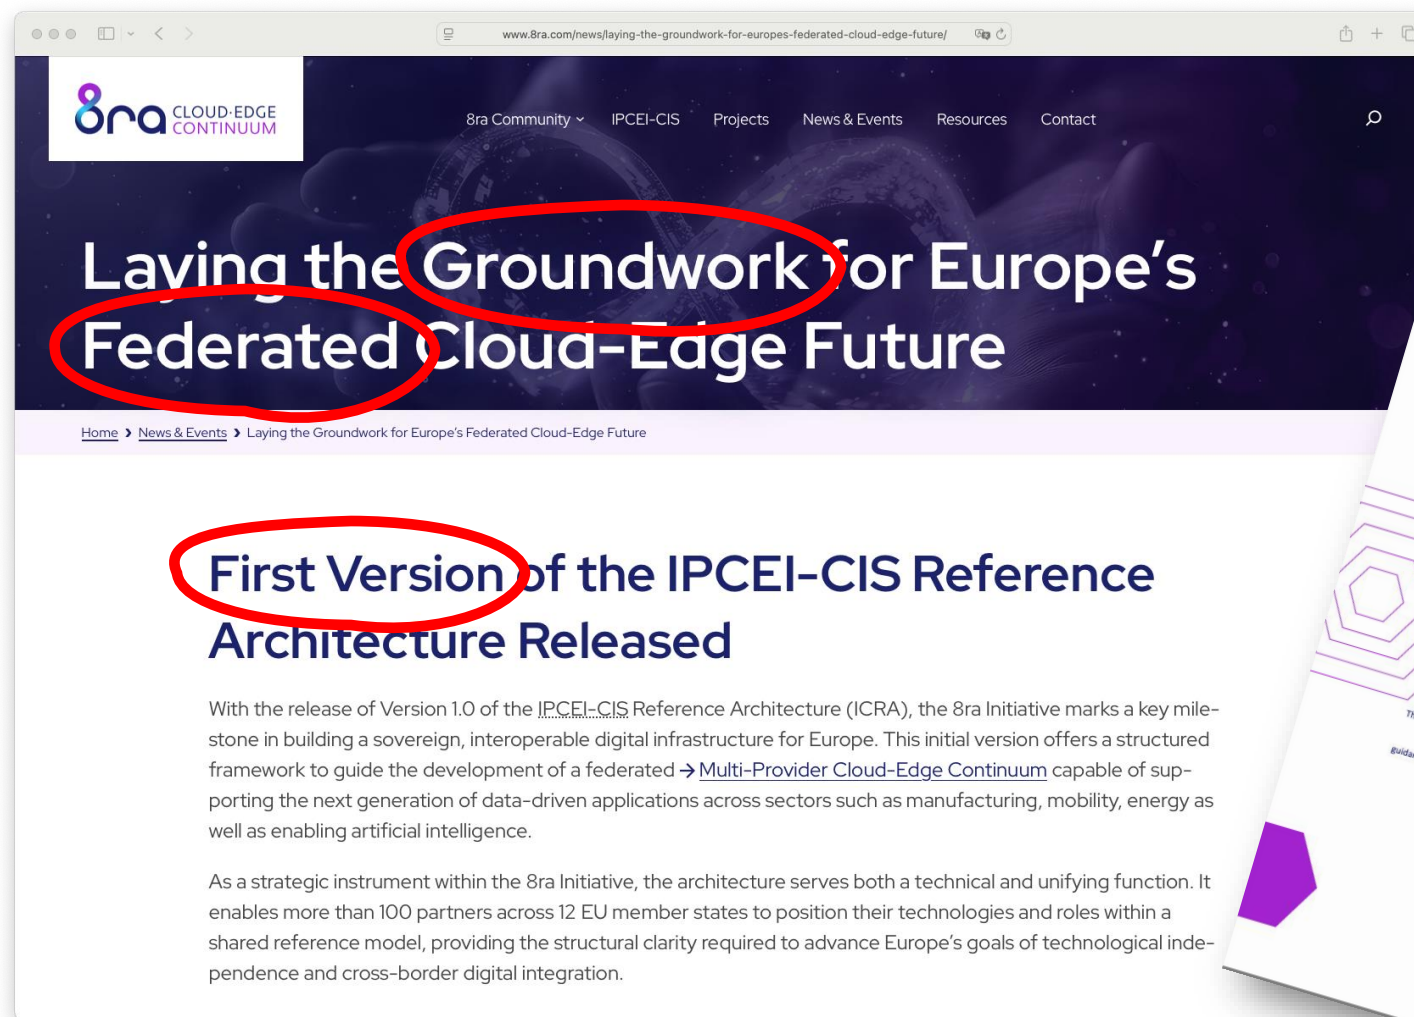 www.8ra.com/news/laying-the-groundwork-for-europes-federated-cloud-edge-future/
8ra CLOUD·EDGE
CONTINUUM
8ra Community IPCEI-CIS Projects News & Events Resources Contact
Laying the Groundwork for Europe’s
Federated Cloud-Edge Future
Home › News & Events › Laying the Groundwork for Europe’s Federated Cloud-Edge Future
First Version of the IPCEI-CIS Reference
Architecture Released
With the release of Version 1.0 of the IPCEI-CIS Reference Architecture (ICRA), the 8ra Initiative marks a key mile-
stone in building a sovereign, interoperable digital infrastructure for Europe. This initial version offers a structured
framework to guide the development of a federated → Multi-Provider Cloud-Edge Continuum capable of sup-
porting the next generation of data-driven applications across sectors such as manufacturing, mobility, energy as
well as enabling artificial intelligence.
As a strategic instrument within the 8ra Initiative, the architecture serves both a technical and unifying function. It
enables more than 100 partners across 12 EU member states to position their technologies and roles within a
shared reference model, providing the structural clarity required to advance Europe’s goals of technological inde-
pendence and cross-border digital integration.